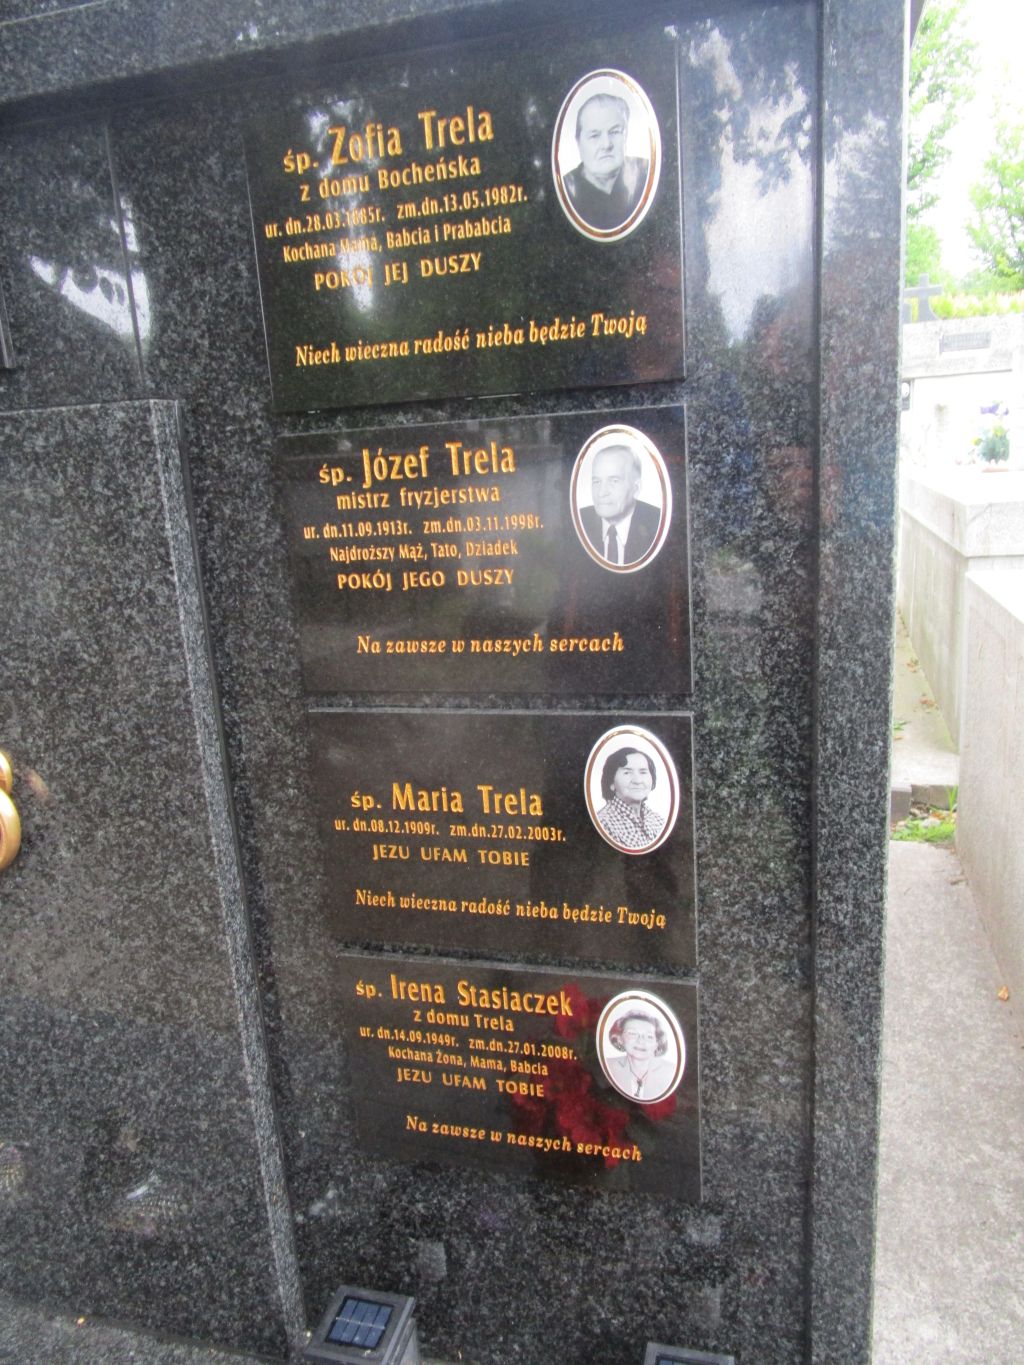 śp. Zofia Trela
z domu Bocheńska
ur. dn.28.03.1885r. zm.dn.13.05.1982r.
Kochana Mama, Babcia i Prababcia
POKÓJ JEJ DUSZY
Niech wieczna radość nieba będzie Twoją
śp. Józef Trela
mistrz fryzjerstwa
ur. dn.11.09.1913r. zm.dn.03.11.1998r.
Najdroższy Mąż, Tato, Dziadek
POKÓJ JEGO DUSZY
Na zawsze w naszych sercach
śp. Maria Trela
ur. dn.08.12.1909r. zm.dn.27.02.2003r.
JEZU UFAM TOBIE
Niech wieczna radość nieba będzie Twoją
śp. Irena Stasiaczek
z domu Trela
ur. dn.14.09.1949r. zm.dn.27.01.2008r.
Kochana Żona, Mama, Babcia
JEZU UFAM TOBIE
Na zawsze w naszych sercach